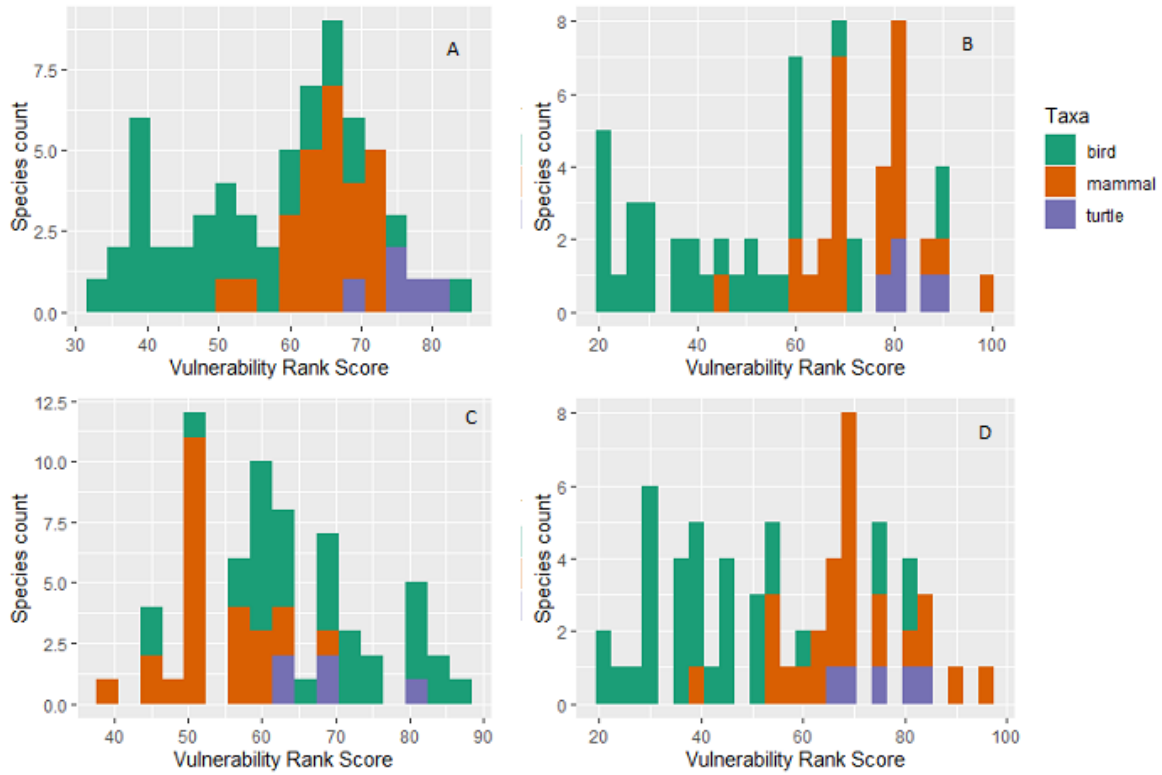 A
7.5
5.0
2.5
0.0
30 40 50 60 70 80
Species count
Vulnerability Rank Score
B
8
6
4
2
0
20 40 60 80 100
Species count
Vulnerability Rank Score
Taxa
bird
mammal
turtle
C
12.5
10.0
7.5
5.0
2.5
0.0
40 50 60 70 80 90
Species count
Vulnerability Rank Score
D
8
6
4
2
0
20 40 60 80 100
Species count
Vulnerability Rank Score